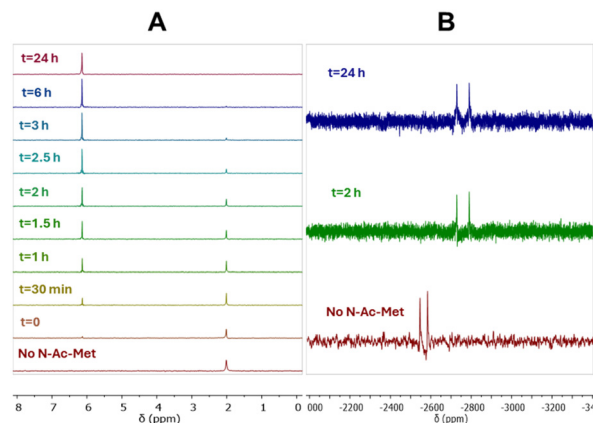 A
B
t=24 h
t=6 h
t=3 h
t=2.5 h
t=2 h
t=1.5 h
t=1 h
t=30 min
t=0
No N-Ac-Met
8 7 6 5 4 3 2 1 0
δ (ppm)
t=24 h
t=2 h
No N-Ac-Met
000 -2200 -2400 -2600 -2800 -3000 -3200 -34
δ (ppm)